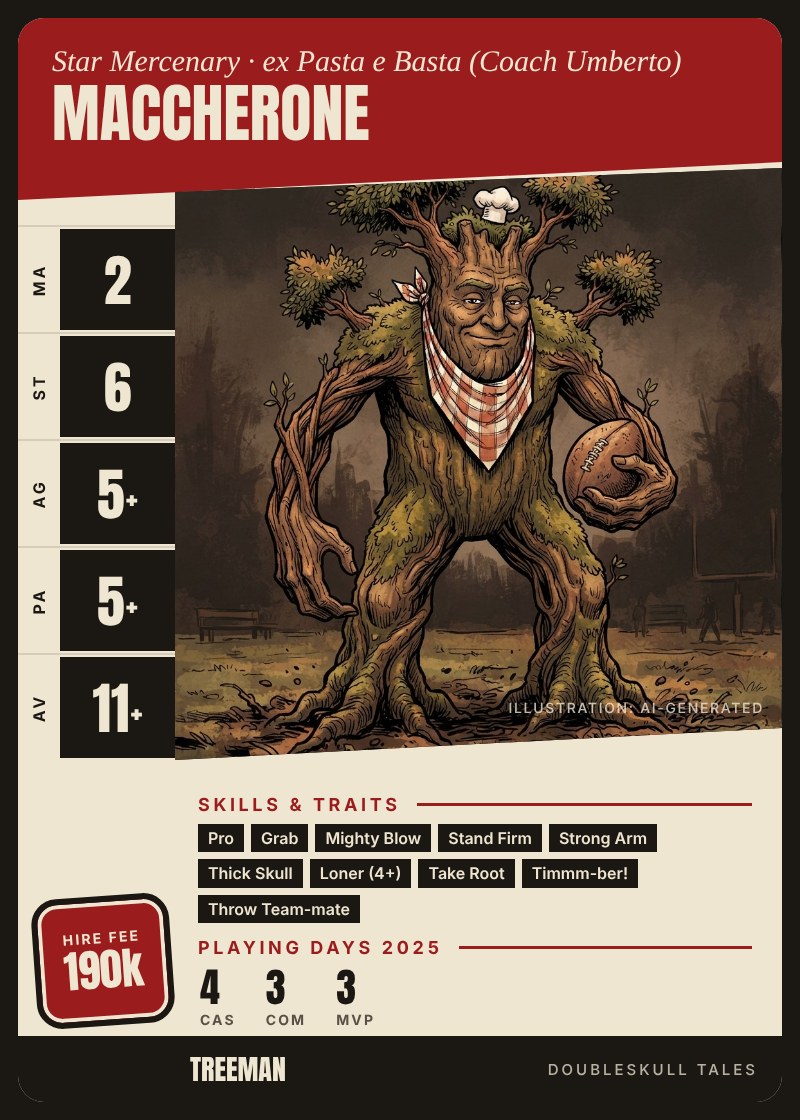 Star Mercenary · ex Pasta e Basta (Coach Umberto)
MACCHERONE
MA
2
ST
6
AG
5+
PA
5+
AV
11+
ILLUSTRATION: AI-GENERATED
SKILLS & TRAITS
Pro Grab Mighty Blow Stand Firm Strong Arm
Thick Skull Loner (4+) Take Root Timmm-ber!
Throw Team-mate
HIRE FEE
190k
PLAYING DAYS 2025
4 3 3
CAS COM MVP
TREEMAN
DOUBLESKULL TALES